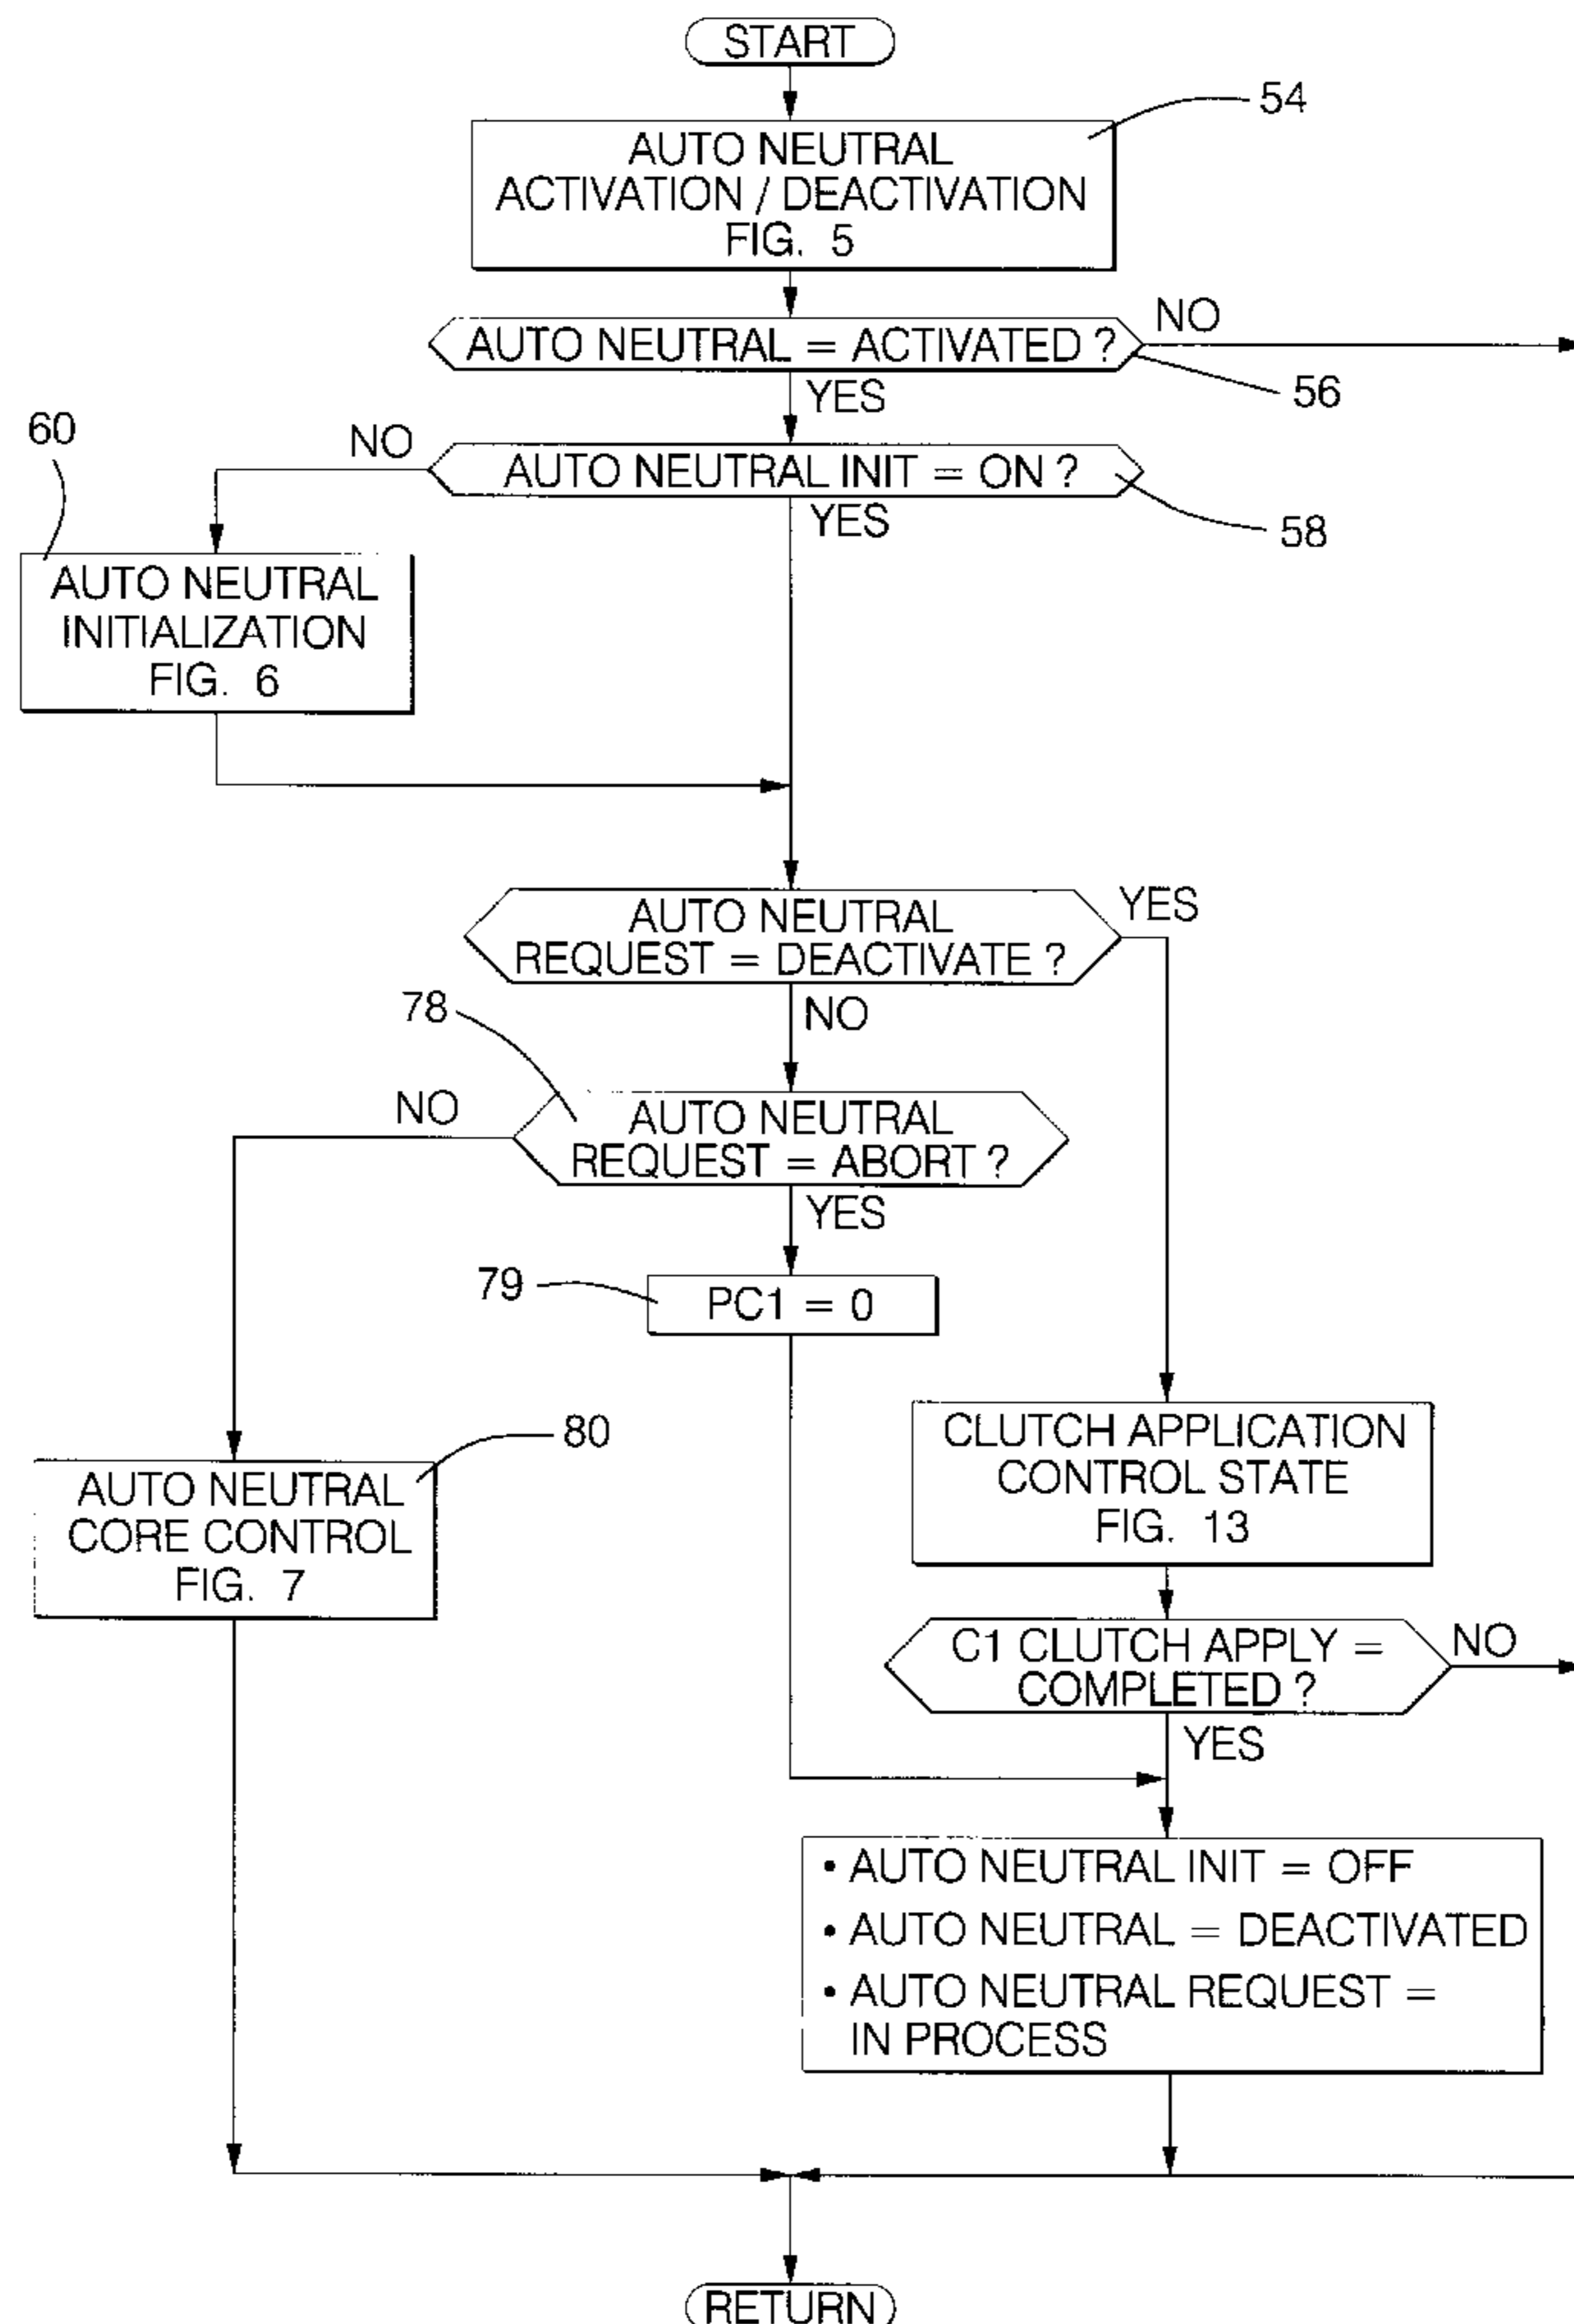 START
54
AUTO NEUTRAL
ACTIVATION / DEACTIVATION
FIG. 5
NO
AUTO NEUTRAL = ACTIVATED ?
56
YES
60
NO
AUTO NEUTRAL INIT = ON ?
58
YES
AUTO NEUTRAL
INITIALIZATION
FIG. 6
AUTO NEUTRAL
REQUEST = DEACTIVATE ?
YES
NO
78
NO
AUTO NEUTRAL
REQUEST = ABORT ?
YES
79
PC1 = 0
80
AUTO NEUTRAL
CORE CONTROL
FIG. 7
CLUTCH APPLICATION
CONTROL STATE
FIG. 13
C1 CLUTCH APPLY =
COMPLETED ?
NO
YES
• AUTO NEUTRAL INIT = OFF
• AUTO NEUTRAL = DEACTIVATED
• AUTO NEUTRAL REQUEST =
IN PROCESS
RETURN